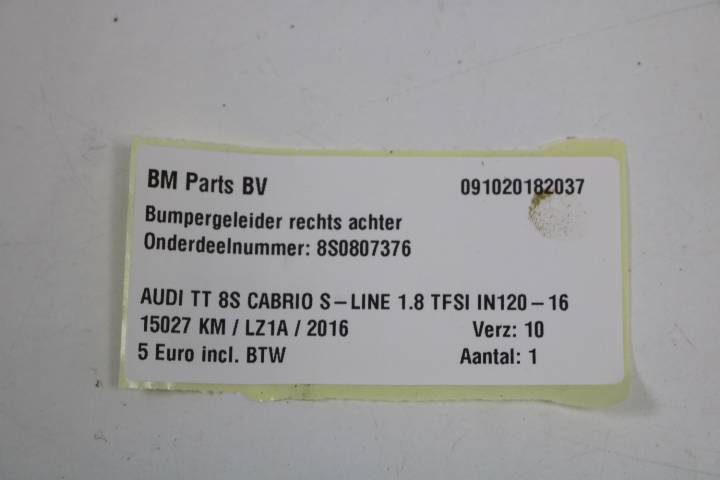 BM Parts BV 091020182037
Bumpergeleider rechts achter
Onderdeelnummer: 8S0807376
AUDI TT 8S CABRIO S-LINE 1.8 TFSI IN120-16
15027 KM / LZ1A / 2016 Verz: 10
5 Euro incl. BTW Aantal: 1